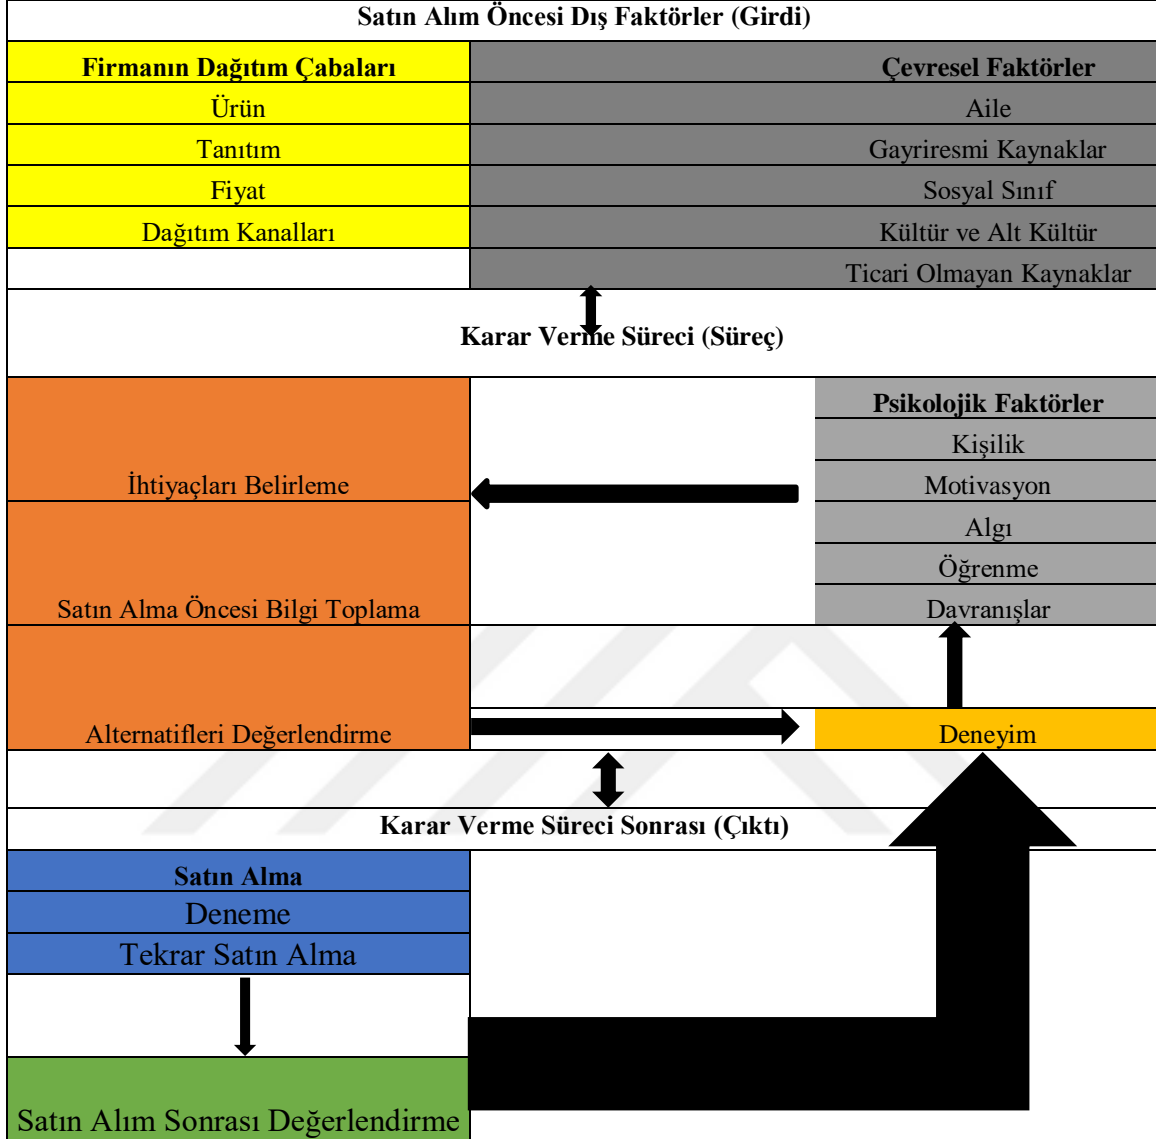 Satın Alım Öncesi Dış Faktörler (Girdi)
Firmanın Dağıtım Çabaları
Çevresel Faktörler
Ürün
Aile
Tanıtım
Gayriresmi Kaynaklar
Fiyat
Sosyal Sınıf
Dağıtım Kanalları
Kültür ve Alt Kültür
Ticari Olmayan Kaynaklar
Karar Verme Süreci (Süreç)
Psikolojik Faktörler
Kişilik
İhtiyaçları Belirleme
Motivasyon
Algı
Öğrenme
Satın Alma Öncesi Bilgi Toplama
Davranışlar
Alternatifleri Değerlendirme
Deneyim
Karar Verme Süreci Sonrası (Çıktı)
Satın Alma
Deneme
Tekrar Satın Alma
Satın Alım Sonrası Değerlendirme